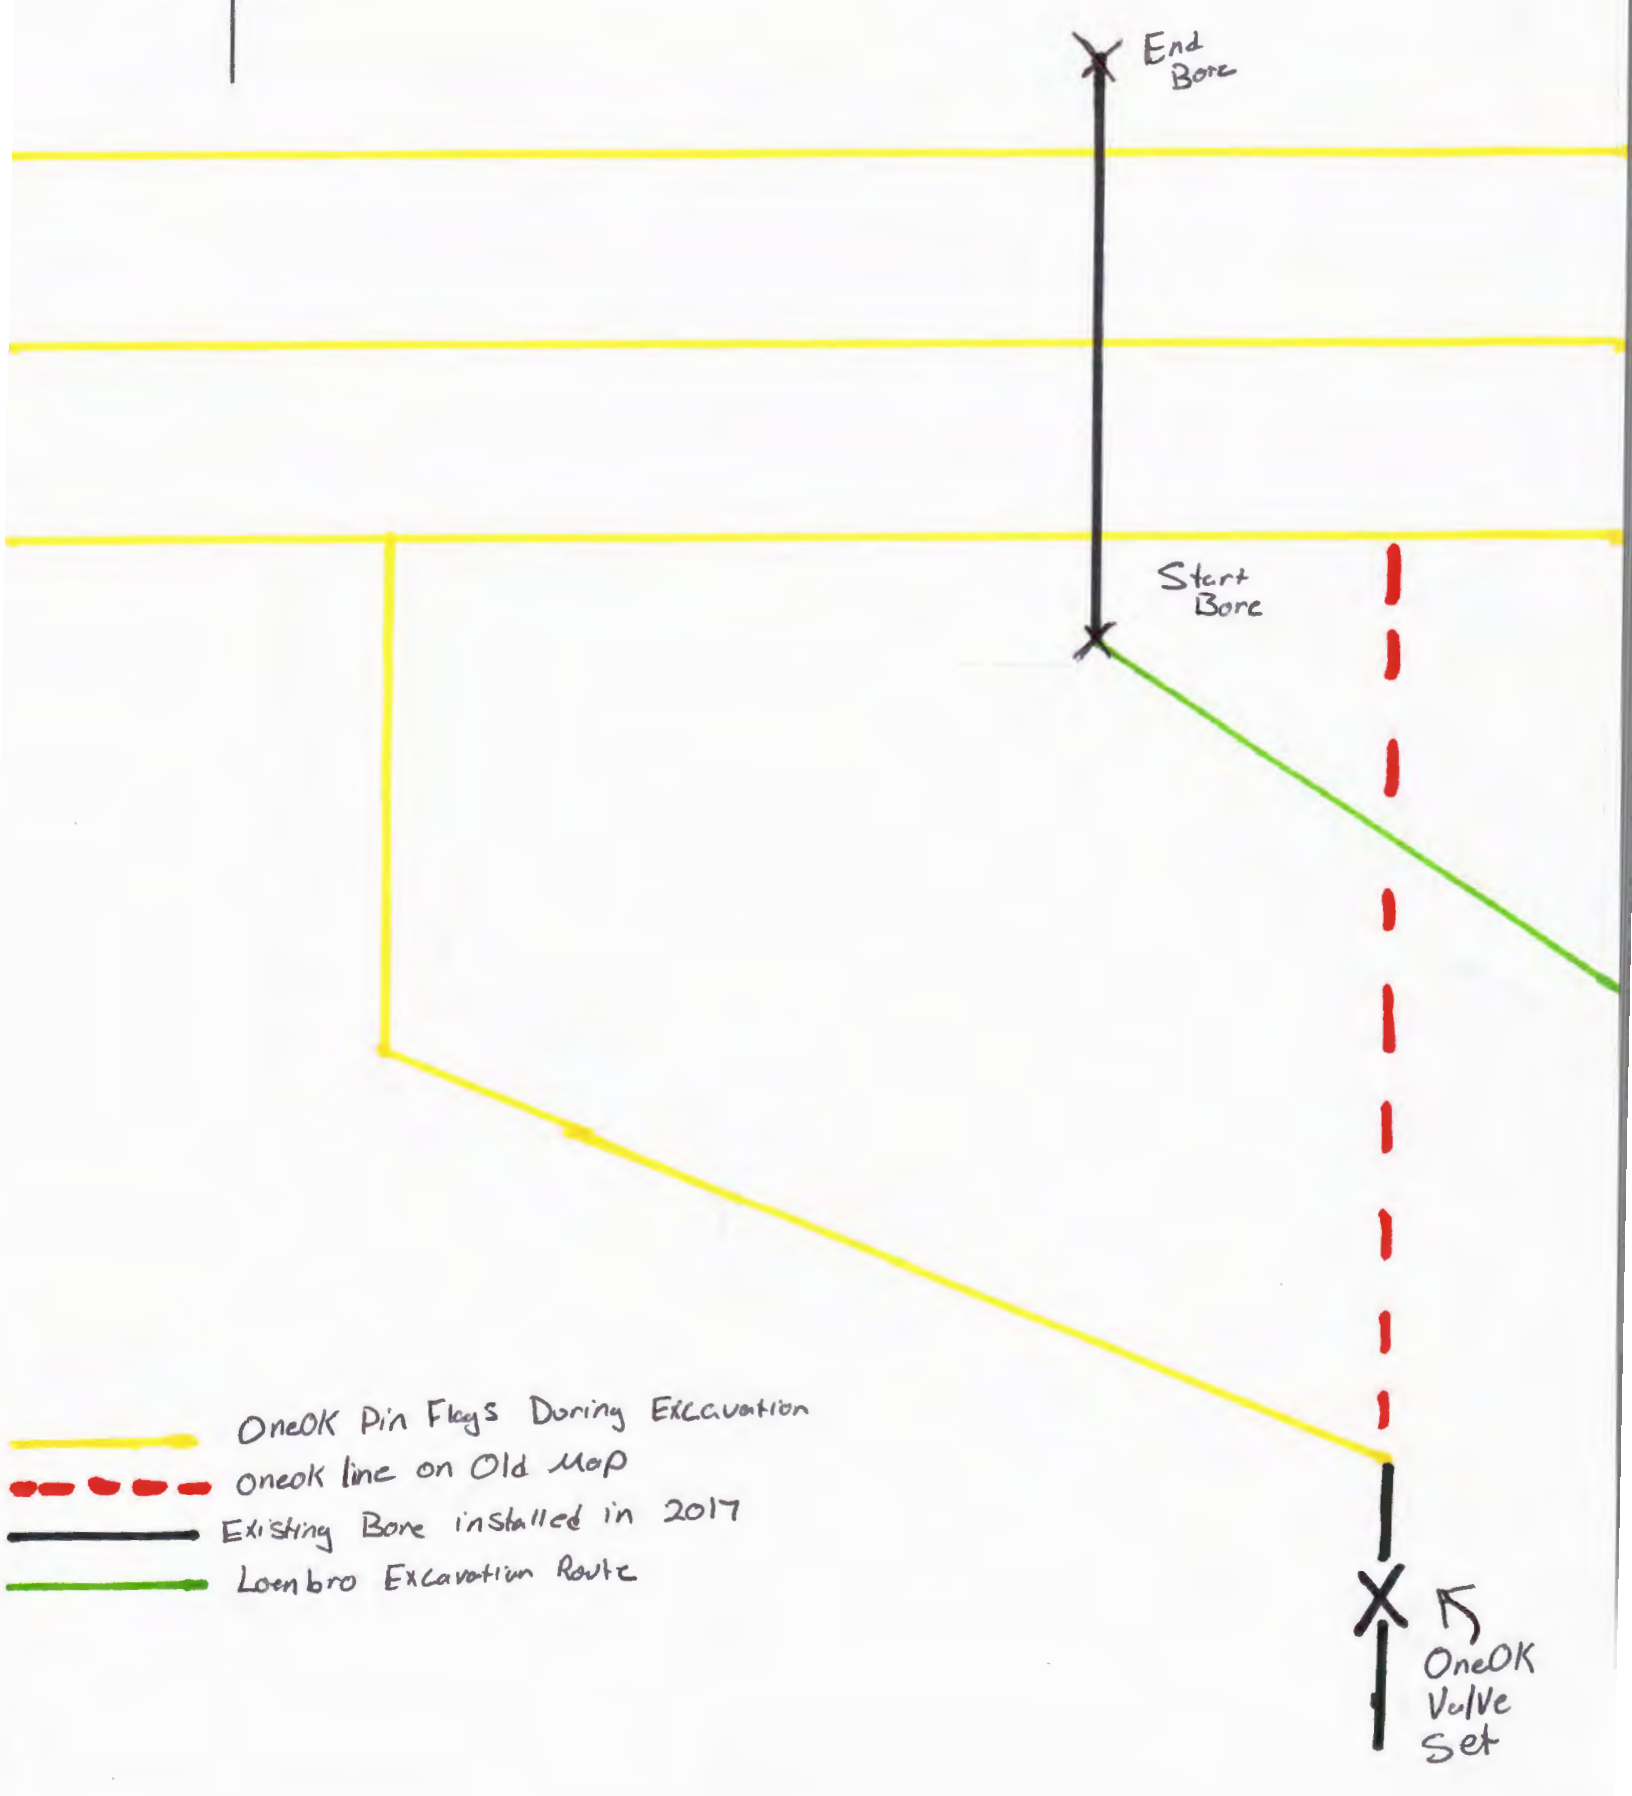 End
Bore
Start
Bore
OneOK Pin Flags During Excavation
oneok line on Old Map
Existing Bore installed in 2017
Loenbro Excavation Route
OneOK
Valve
Set